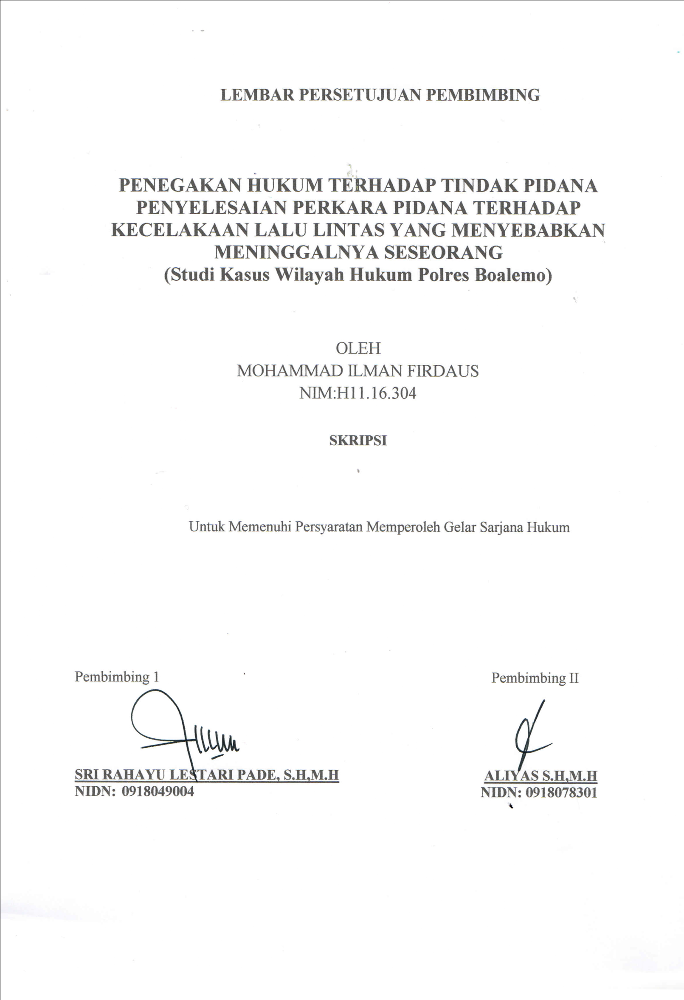 LEMBAR PERSETUJUAN PEMBIMBING
PENEGAKAN HUKUM TERHADAP TINDAK PIDANA
PENYELESAIAN PERKARA PIDANA TERHADAP
KECELAKAAN LALU LINTAS YANG MENYEBABKAN
MENINGGALNYA SESEORANG
(Studi Kasus Wilayah Hukum Polres Boalemo)
OLEH
MOHAMMAD ILMAN FIRDAUS
NIM:H11.16.304
SKRIPSI
Untuk Memenuhi Persyaratan Memperoleh Gelar Sarjana Hukum
Pembimbing 1
Pembimbing II
SRI RAHAYU LESTARI PADE, S.H,M.H
ALIYAS S.H,M.H
NIDN: 0918049004
NIDN: 0918078301